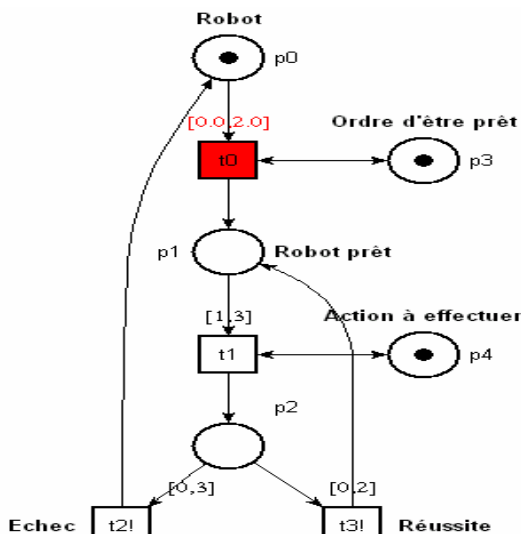 Robot
p0
[0.0,2.0]
Ordre d'être prêt
t0
p3
p1
Robot prêt
[1,3]
Action à effectuer
t1
p4
p2
[0,3]
[0,2]
Echec
t2!
t3!
Réussite